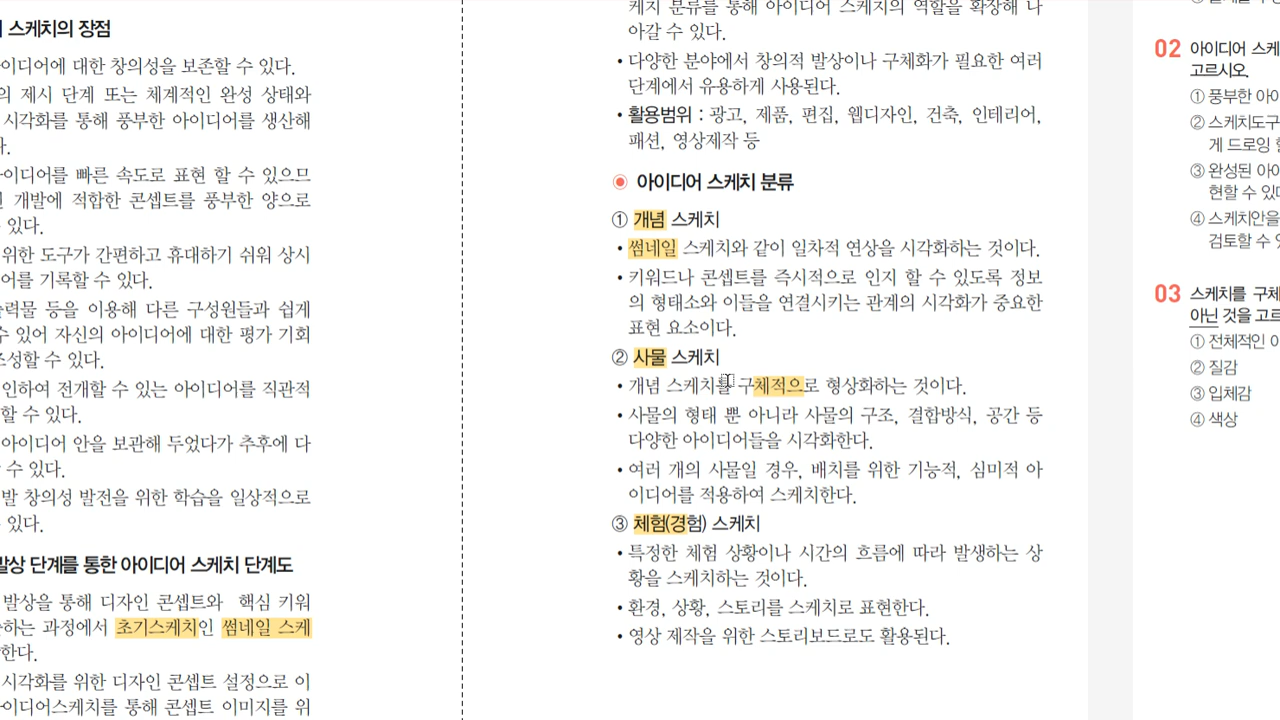 스케치의 장점
이디어에 대한 창의성을 보존할 수 있다.
의 제시 단계 또는 체계적인 완성 상태와
시각화를 통해 풍부한 아이디어를 생산해
다.
아이디어를 빠른 속도로 표현 할 수 있으므
개발에 적합한 콘셉트를 풍부한 양으로
있다.
위한 도구가 간편하고 휴대하기 쉬워 상시
어를 기록할 수 있다.
출력물 등을 이용해 다른 구성원들과 쉽게
수 있어 자신의 아이디어에 대한 평가 기회
조성할 수 있다.
인하여 전개할 수 있는 아이디어를 직관적
할 수 있다.
아이디어 안을 보관해 두었다가 추후에 다
수 있다.
발 창의성 발전을 위한 학습을 일상적으로
있다.
발상 단계를 통한 아이디어 스케치 단계도
발상을 통해 디자인 콘셉트와 핵심 키워
하는 과정에서 초기스케치인 썸네일 스케
한다.
시각화를 위한 디자인 콘셉트 설정으로 이
아이디어스케치를 통해 콘셉트 이미지를 위
케치 분류를 통해 아이디어 스케치의 역할을 확장해 나
아갈 수 있다.
• 다양한 분야에서 창의적 발상이나 구체화가 필요한 여러
단계에서 유용하게 사용된다.
• 활용범위 : 광고, 제품, 편집, 웹디자인, 건축, 인테리어,
패션, 영상제작 등
아이디어 스케치 분류
① 개념 스케치
• 썸네일 스케치와 같이 일차적 연상을 시각화하는 것이다.
• 키워드나 콘셉트를 즉시적으로 인지 할 수 있도록 정보
의 형태소와 이들을 연결시키는 관계의 시각화가 중요한
표현 요소이다.
② 사물 스케치
• 개념 스케치를 구체적으로 형상화하는 것이다.
• 사물의 형태 뿐 아니라 사물의 구조, 결합방식, 공간 등
다양한 아이디어들을 시각화한다.
• 여러 개의 사물일 경우, 배치를 위한 기능적, 심미적 아
이디어를 적용하여 스케치한다.
③ 체험(경험) 스케치
• 특정한 체험 상황이나 시간의 흐름에 따라 발생하는 상
황을 스케치하는 것이다.
• 환경, 상황, 스토리를 스케치로 표현한다.
• 영상 제작을 위한 스토리보드로도 활용된다.
02 아이디어 스케
고르시오.
① 풍부한 아이
② 스케치도구
게 드로잉 할
③ 완성된 아이
현할 수 있다
④ 스케치안을
검토할 수 있
03 스케치를 구체
아닌 것을 고르
① 전체적인
② 질감
③ 입체감
④ 색상